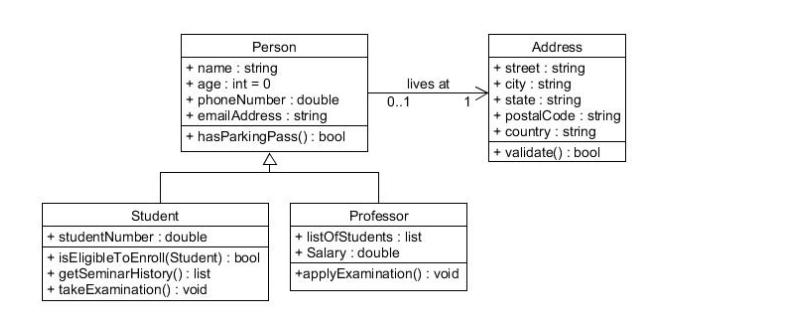 Person
+ name : string
+ age : int = 0
+ phoneNumber : double
+ emailAddress : string
+ hasParkingPass() : bool
lives at
0..1
1
Address
+ street : string
+ city : string
+ state : string
+ postalCode : string
+ country : string
+ validate() : bool
Student
+ studentNumber : double
+ isEligibleToEnroll(Student) : bool
+ getSeminarHistory() : list
+ takeExamination() : void
Professor
+ listOfStudents : list
+ Salary : double
+applyExamination() : void